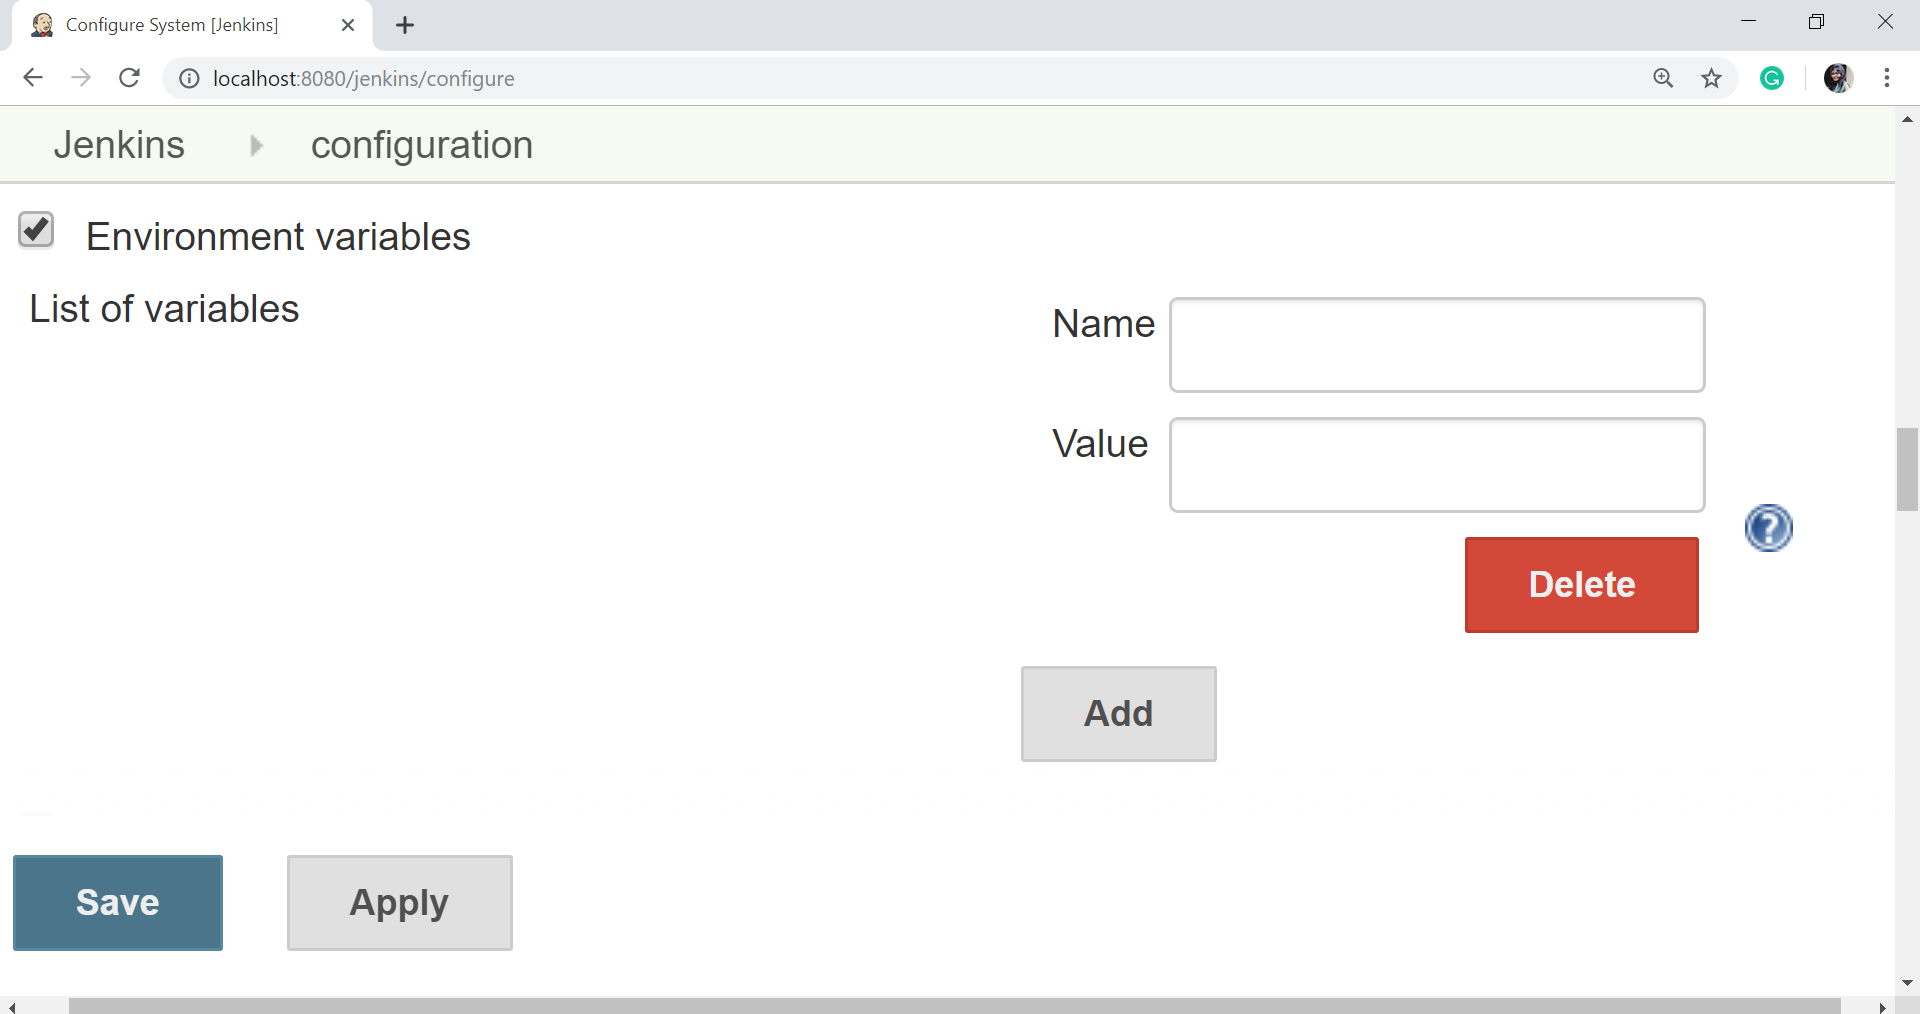 Configure System [Jenkins]
localhost:8080/jenkins/configure
Jenkins configuration
Environment variables
List of variables
Name
Value
Delete
Add
Save Apply